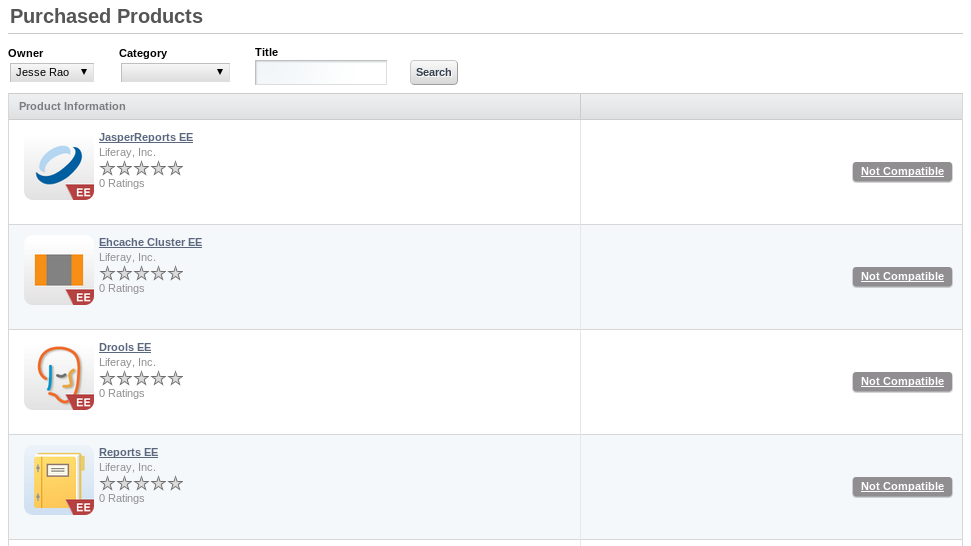 Purchased Products
Owner
Category
Title
Jesse Rao
Search
Product Information
JasperReports EE
Liferay, Inc.
0 Ratings
EE
Not Compatible
Ehcache Cluster EE
Liferay, Inc.
0 Ratings
EE
Not Compatible
Drools EE
Liferay, Inc.
0 Ratings
EE
Not Compatible
Reports EE
Liferay, Inc.
0 Ratings
EE
Not Compatible